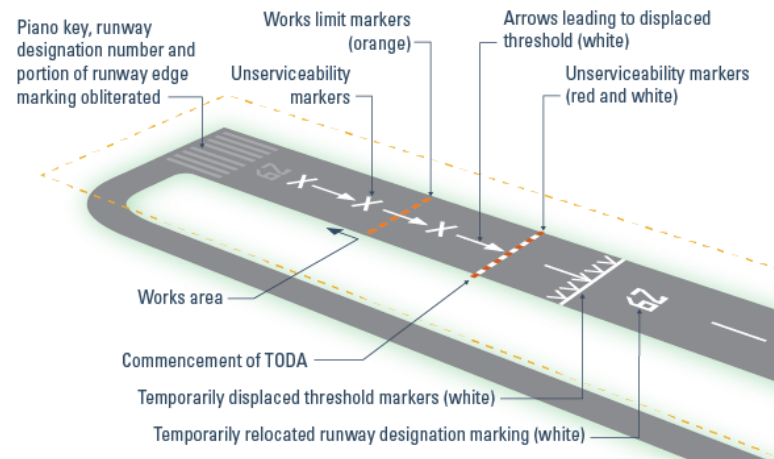 Piano key, runway
designation number and
portion of runway edge
marking obliterated
Works limit markers
(orange)
Unserviceability
markers
Arrows leading to displaced
threshold (white)
Unserviceability markers
(red and white)
29
X
X
X
29
Works area
Commencement of TODA
Temporarily displaced threshold markers (white)
Temporarily relocated runway designation marking (white)